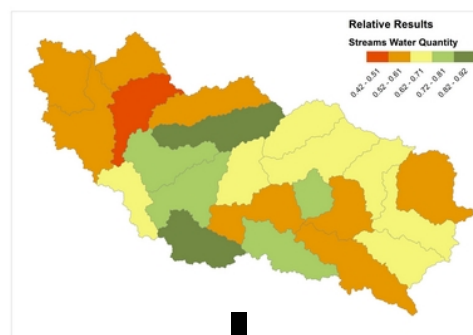 Relative Results
Streams Water Quantity
0.42 - 0.51
0.52 - 0.61
0.62 - 0.71
0.72 - 0.81
0.82 - 0.92